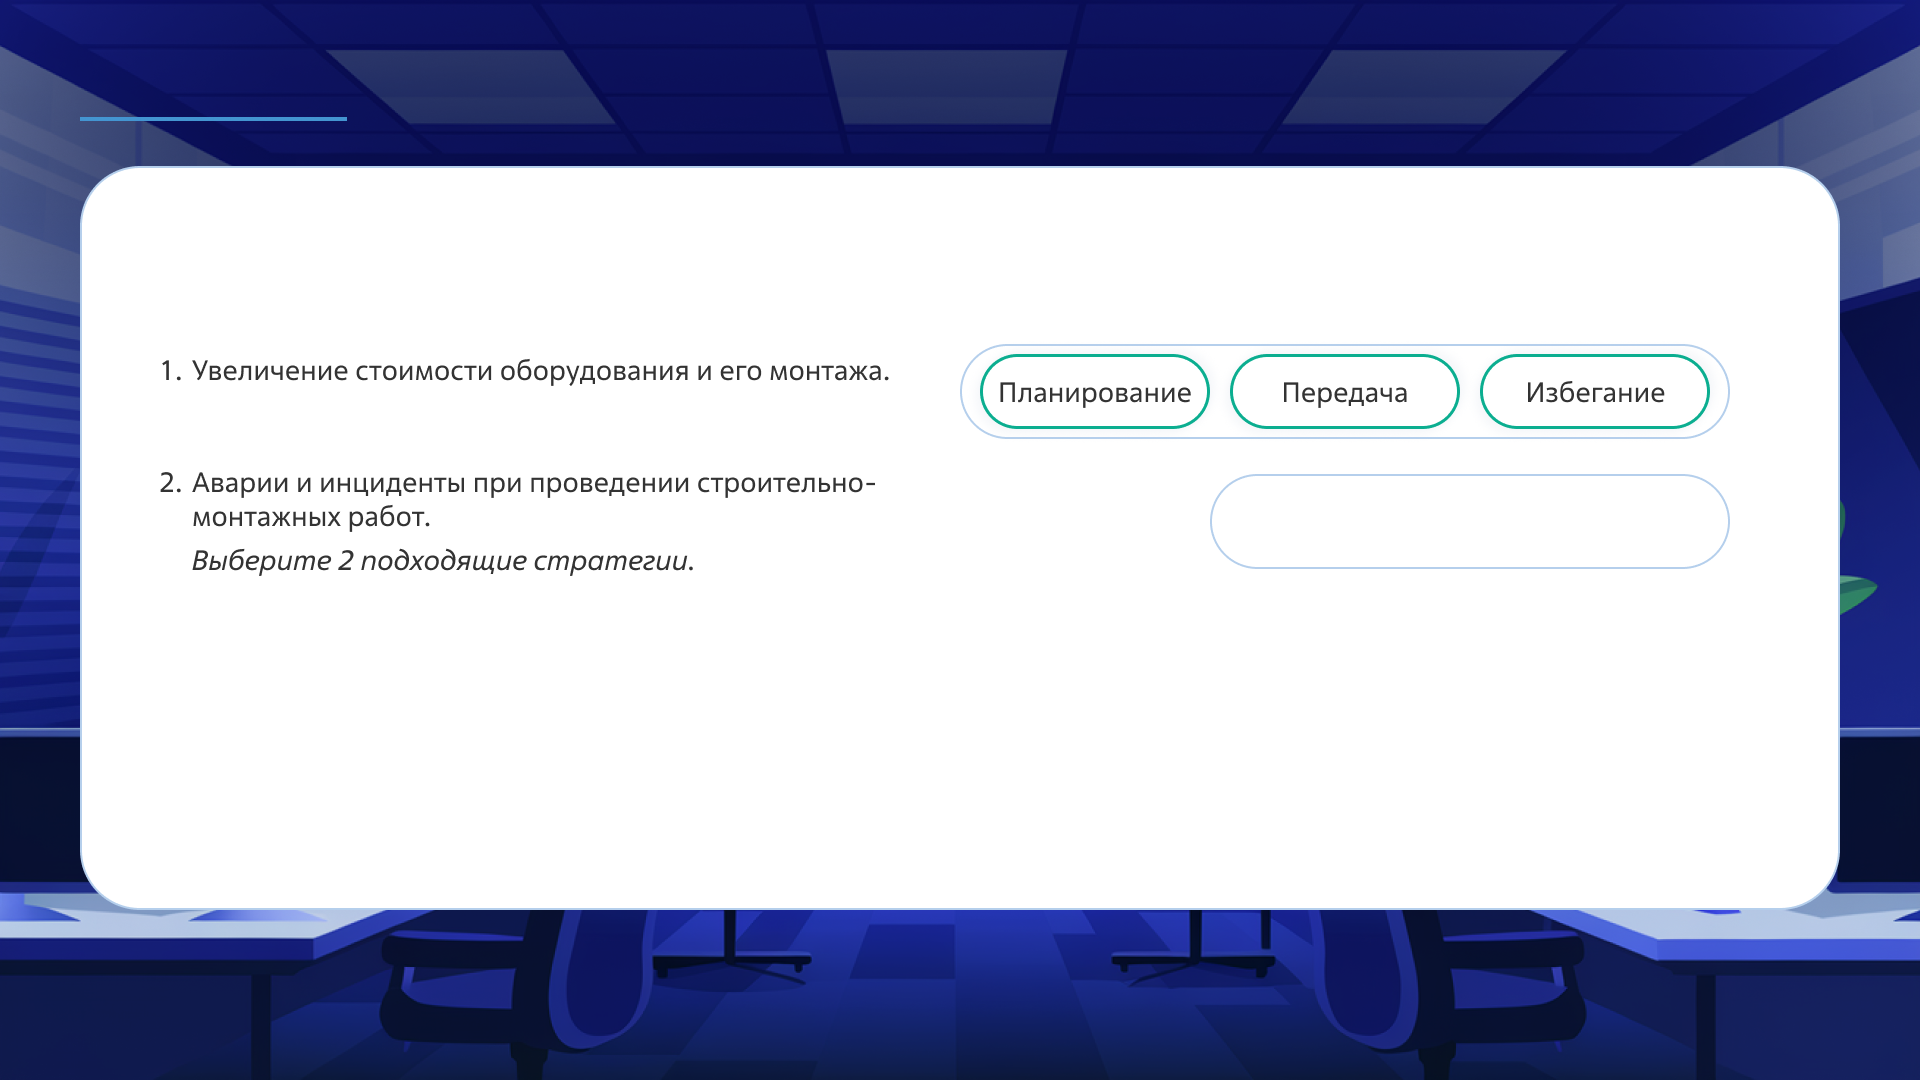 1. Увеличение стоимости оборудования и его монтажа.
Планирование
Передача
Избегание
2. Аварии и инциденты при проведении строительно-
монтажных работ.
Выберите 2 подходящие стратегии.